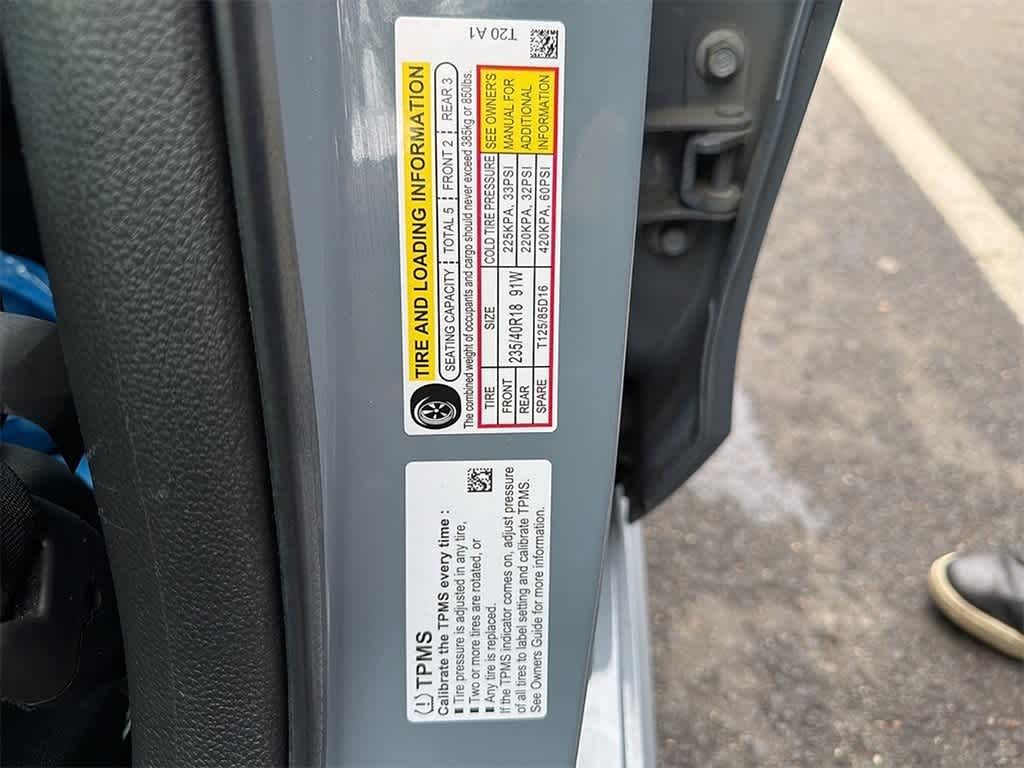 T20 A1
TIRE AND LOADING INFORMATION
SEATING CAPACITY TOTAL 5 FRONT 2 REAR 3
The combined weight of occupants and cargo should never exceed 385kg or 850lbs.
TIRE SIZE COLD TIRE PRESSURE SEE OWNER'S
FRONT 235/40R18 91W 225KPA, 33PSI MANUAL FOR
REAR 220KPA, 32PSI ADDITIONAL
SPARE T125/85D16 420KPA, 60PSI INFORMATION
TPMS
Calibrate the TPMS every time :
Tire pressure is adjusted in any tire,
Two or more tires are rotated, or
Any tire is replaced.
If the TPMS indicator comes on, adjust pressure
of all tires to label setting and calibrate TPMS.
See Owners Guide for more information.